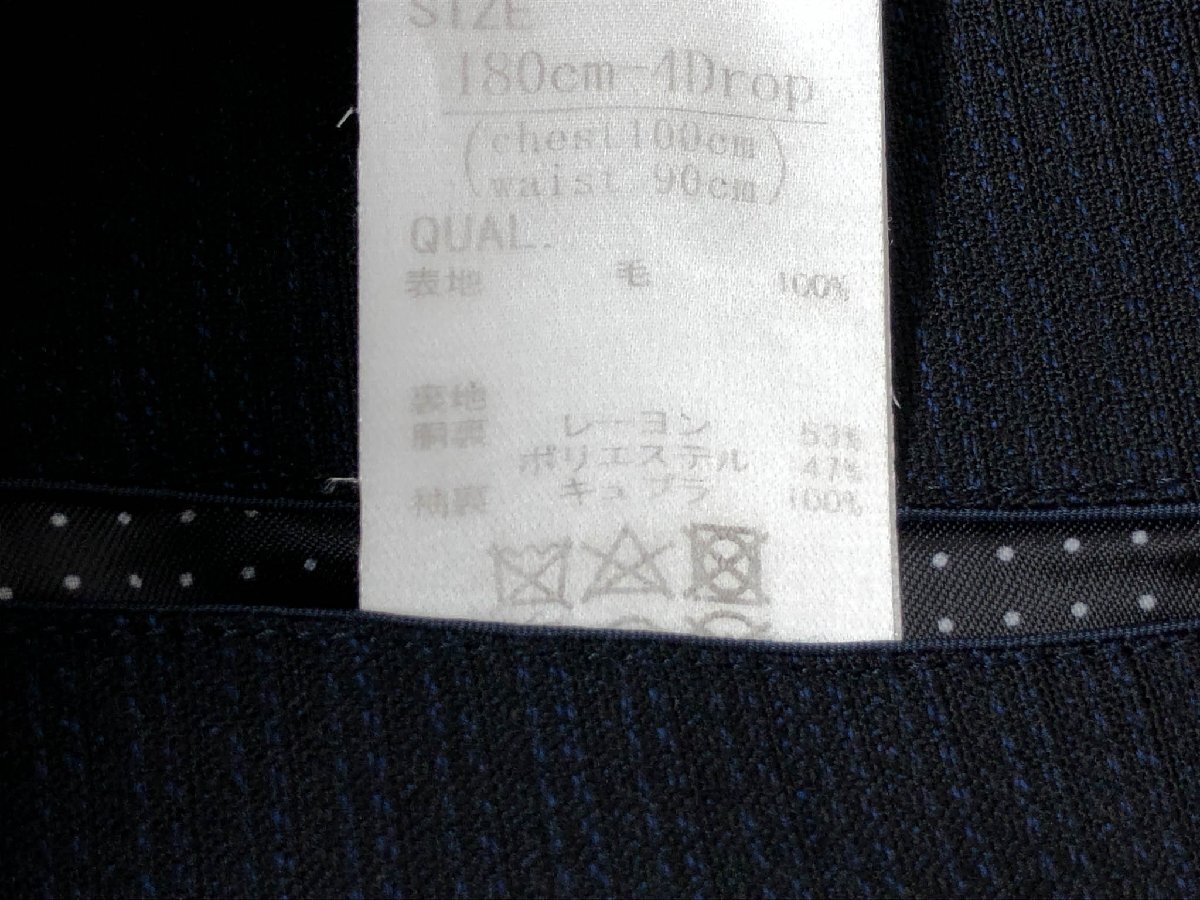 SIZE
180cm-4Drop
(chest100cm
waist 90cm)
QUAL.
表地 毛 100%
裏地
胴裏 レーヨン 53%
ポリエステル 47%
袖裏 キュプラ 100%